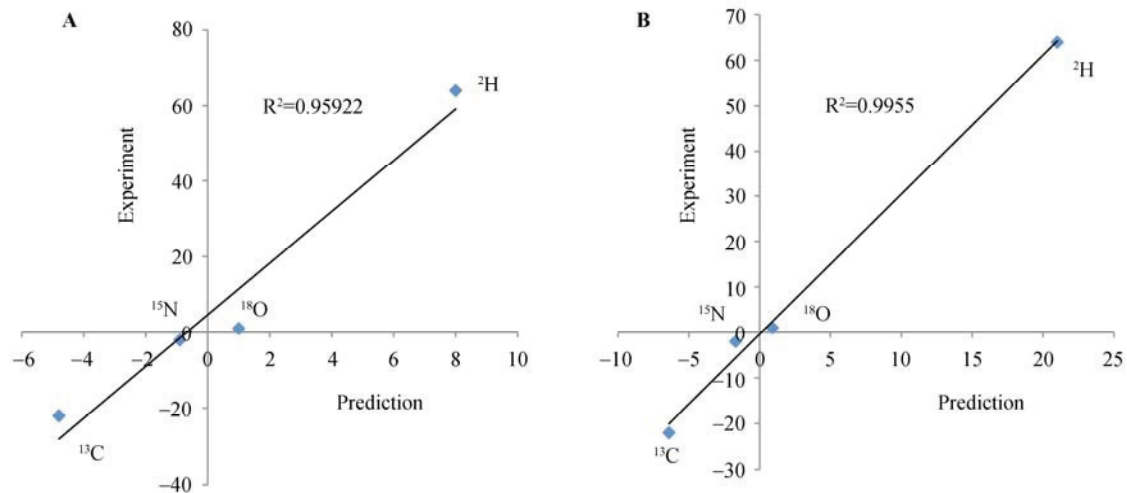 A
80
60
40
20
0
−20
−40
−6
−4
−2
0
2
4
6
8
10
Experiment
Prediction
R²=0.95922
²H
¹⁵N
¹⁸O
¹³C
B
70
60
50
40
30
20
10
0
−10
−20
−30
−10
−5
0
5
10
15
20
25
Experiment
Prediction
R²=0.9955
²H
¹⁵N
¹⁸O
¹³C